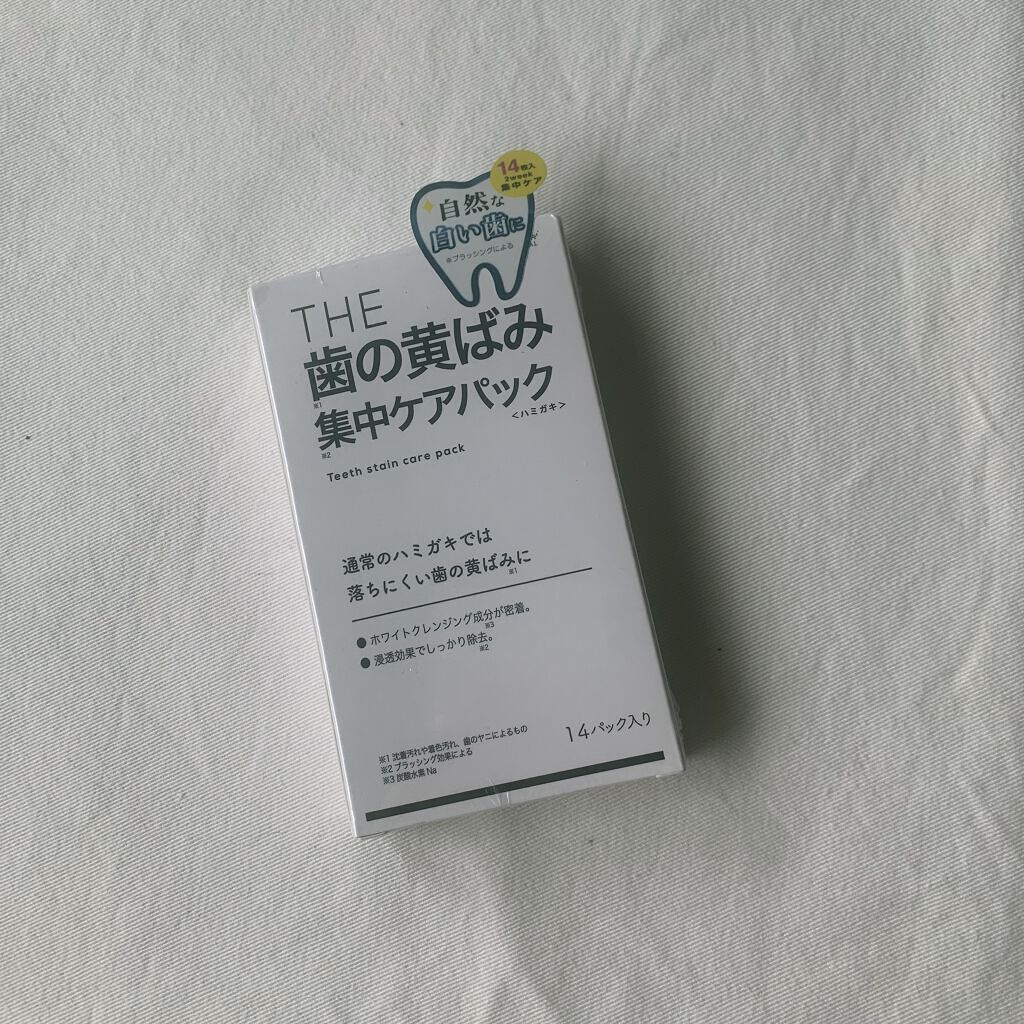 14枚入
2week
集中ケア
自然な
白い歯に
※ブラッシングによる
THE
歯の黄ばみ
※1
集中ケアパック
※2
<ハミガキ>
Teeth stain care pack
通常のハミガキでは
落ちにくい歯の黄ばみに
※1
●ホワイトクレンジング成分が密着。
※3
●浸透効果でしっかり除去。
※2
※1 沈着汚れや着色汚れ、歯のヤニによるもの
※2 ブラッシング効果による
※3 炭酸水素Na
14パック入り